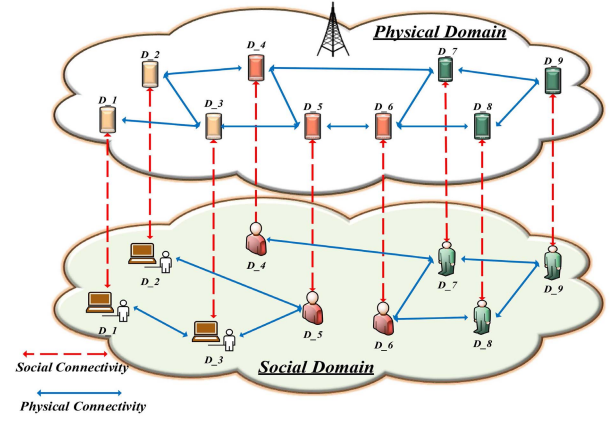 Physical Domain
D_4
D_7
D_2
D_9
D_1
D_3
D_5
D_6
D_8
D_2
D_4
D_7
D_9
D_1
D_3
D_5
D_6
D_8
Social Connectivity
Social Domain
Physical Connectivity